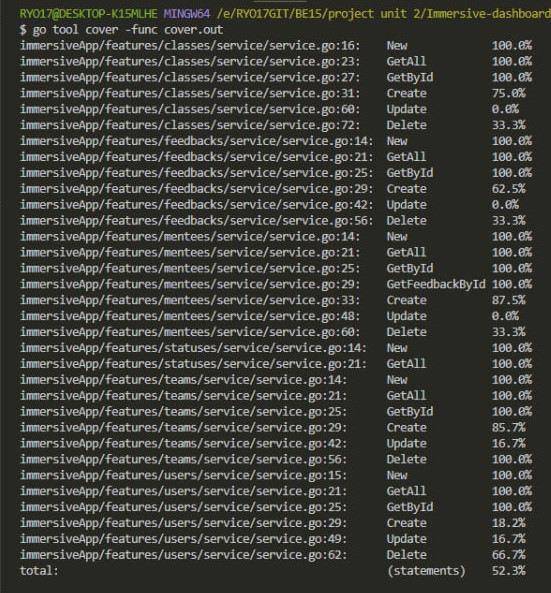 RYO17@DESKTOP-K15MLHE MINGW64 /e/RYO17GIT/BE15/project unit 2/Immersive-dashboard
$ go tool cover -func cover.out
immersiveApp/features/classes/service/service.go:16: New 100.0%
immersiveApp/features/classes/service/service.go:23: GetAll 100.0%
immersiveApp/features/classes/service/service.go:27: GetById 100.0%
immersiveApp/features/classes/service/service.go:31: Create 75.0%
immersiveApp/features/classes/service/service.go:60: Update 0.0%
immersiveApp/features/classes/service/service.go:72: Delete 33.3%
immersiveApp/features/feedbacks/service/service.go:14: New 100.0%
immersiveApp/features/feedbacks/service/service.go:21: GetAll 100.0%
immersiveApp/features/feedbacks/service/service.go:25: GetById 100.0%
immersiveApp/features/feedbacks/service/service.go:29: Create 62.5%
immersiveApp/features/feedbacks/service/service.go:42: Update 0.0%
immersiveApp/features/feedbacks/service/service.go:56: Delete 33.3%
immersiveApp/features/mentees/service/service.go:14: New 100.0%
immersiveApp/features/mentees/service/service.go:21: GetAll 100.0%
immersiveApp/features/mentees/service/service.go:25: GetById 100.0%
immersiveApp/features/mentees/service/service.go:29: GetFeedbackById 100.0%
immersiveApp/features/mentees/service/service.go:33: Create 87.5%
immersiveApp/features/mentees/service/service.go:48: Update 0.0%
immersiveApp/features/mentees/service/service.go:60: Delete 33.3%
immersiveApp/features/statuses/service/service.go:14: New 100.0%
immersiveApp/features/statuses/service/service.go:21: GetAll 100.0%
immersiveApp/features/teams/service/service.go:14: New 100.0%
immersiveApp/features/teams/service/service.go:21: GetAll 100.0%
immersiveApp/features/teams/service/service.go:25: GetById 100.0%
immersiveApp/features/teams/service/service.go:29: Create 85.7%
immersiveApp/features/teams/service/service.go:42: Update 16.7%
immersiveApp/features/teams/service/service.go:56: Delete 100.0%
immersiveApp/features/users/service/service.go:15: New 100.0%
immersiveApp/features/users/service/service.go:21: GetAll 100.0%
immersiveApp/features/users/service/service.go:25: GetById 100.0%
immersiveApp/features/users/service/service.go:29: Create 18.2%
immersiveApp/features/users/service/service.go:49: Update 16.7%
immersiveApp/features/users/service/service.go:62: Delete 66.7%
total: (statements) 52.3%